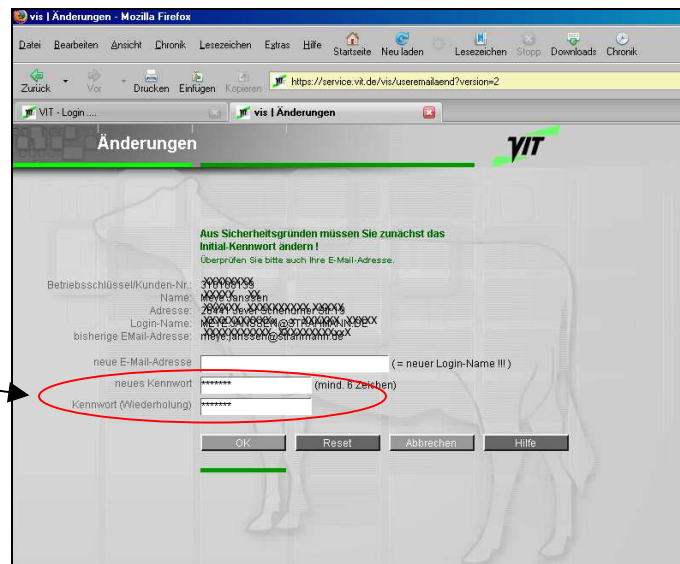 vis | Änderungen - Mozilla Firefox
Datei Bearbeiten Ansicht Chronik Lesezeichen Extras Hilfe Startseite Neu laden Lesezeichen Stopp Downloads Chronik
Zurück Vor Drucken Einfügen Kopieren https://service.vit.de/vis/useremailaend?version=2
VIT - Login .... vis | Änderungen
Änderungen VIT
Aus Sicherheitsgründen müssen Sie zunächst das
Initial-Kennwort ändern !
Überprüfen Sie bitte auch Ihre E-Mail-Adresse.
Betriebsschlüssel/Kunden-Nr.:
Name:
Adresse:
Login-Name:
bisherige EMail-Adresse:
neue E-Mail-Adresse ( = neuer Login-Name !!! )
neues Kennwort ******* (mind. 6 Zeichen)
Kennwort (Wiederholung) *******
OK Reset Abbrechen Hilfe